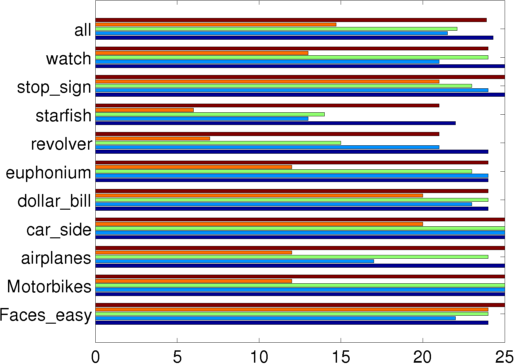 all
watch
stop_sign
starfish
revolver
euphonium
dollar_bill
car_side
airplanes
Motorbikes
Faces_easy
0 5 10 15 20 25